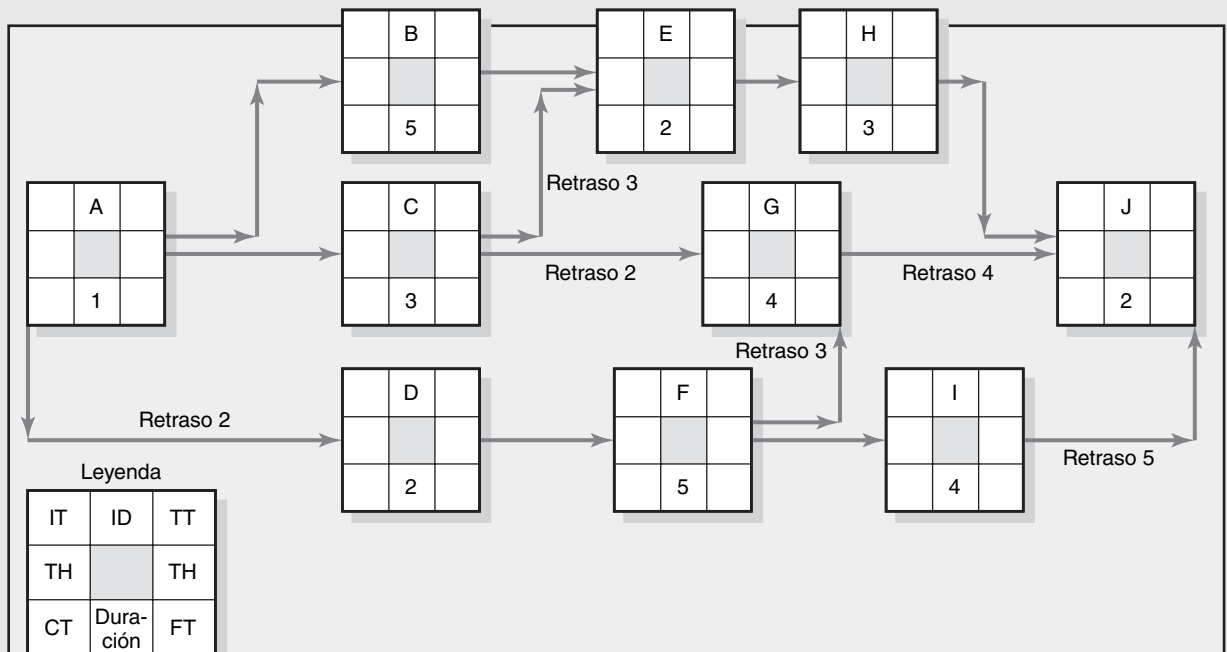 B
E
H
5
2
3
Retraso 3
A
C
G
J
Retraso 2
Retraso 4
1
3
4
2
Retraso 3
D
F
I
Retraso 2
Retraso 5
2
5
4
Leyenda
IT ID TT
TH TH
CT Dura-
ción FT